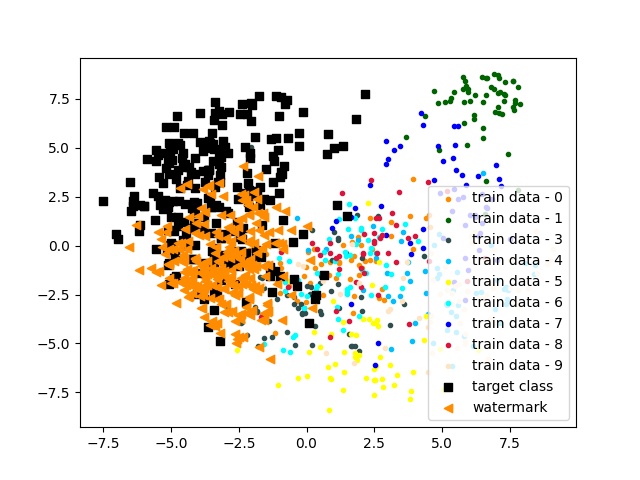 7.5
5.0
2.5
0.0
−2.5
−5.0
−7.5
−7.5
−5.0
−2.5
0.0
2.5
5.0
7.5
train data - 0
train data - 1
train data - 3
train data - 4
train data - 5
train data - 6
train data - 7
train data - 8
train data - 9
target class
watermark